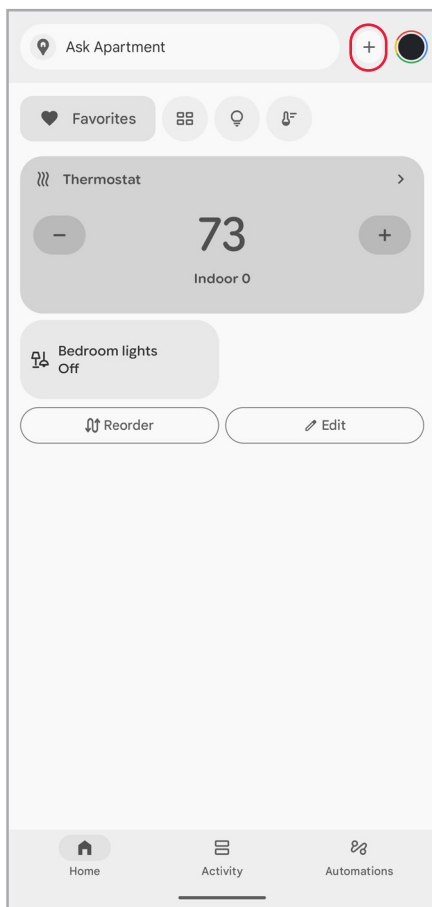 Ask Apartment
Favorites
Thermostat
73
Indoor 0
Bedroom lights
Off
Reorder
Edit
Home
Activity
Automations